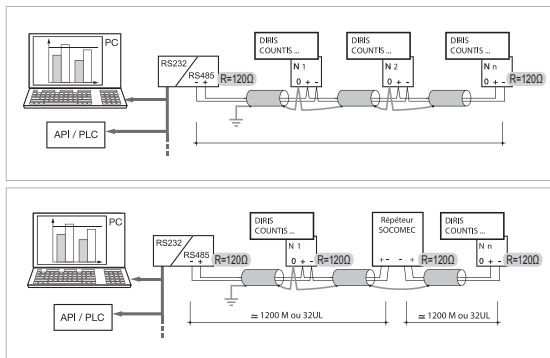 PC
RS232
RS485
- +
R=120Ω
API / PLC
DIRIS
COUNTIS ...
N 1
0 + -
DIRIS
COUNTIS ...
N 2
0 + -
DIRIS
COUNTIS ...
N n
0 + -
R=120Ω
PC
RS232
RS485
- +
R=120Ω
API / PLC
DIRIS
COUNTIS ...
N 1
0 + -
R=120Ω
Répéteur
SOCOMEC
+ - - +
R=120Ω
R=120Ω
DIRIS
COUNTIS ...
N n
0 + -
R=120Ω
≃ 1200 M ou 32UL
≃ 1200 M ou 32UL